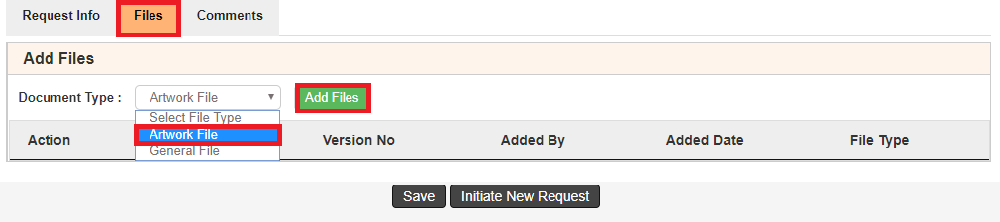 Request Info Files Comments
Add Files
Document Type : Artwork File Add Files
Select File Type
Artwork File
General File
Action Version No Added By Added Date File Type
Save Initiate New Request